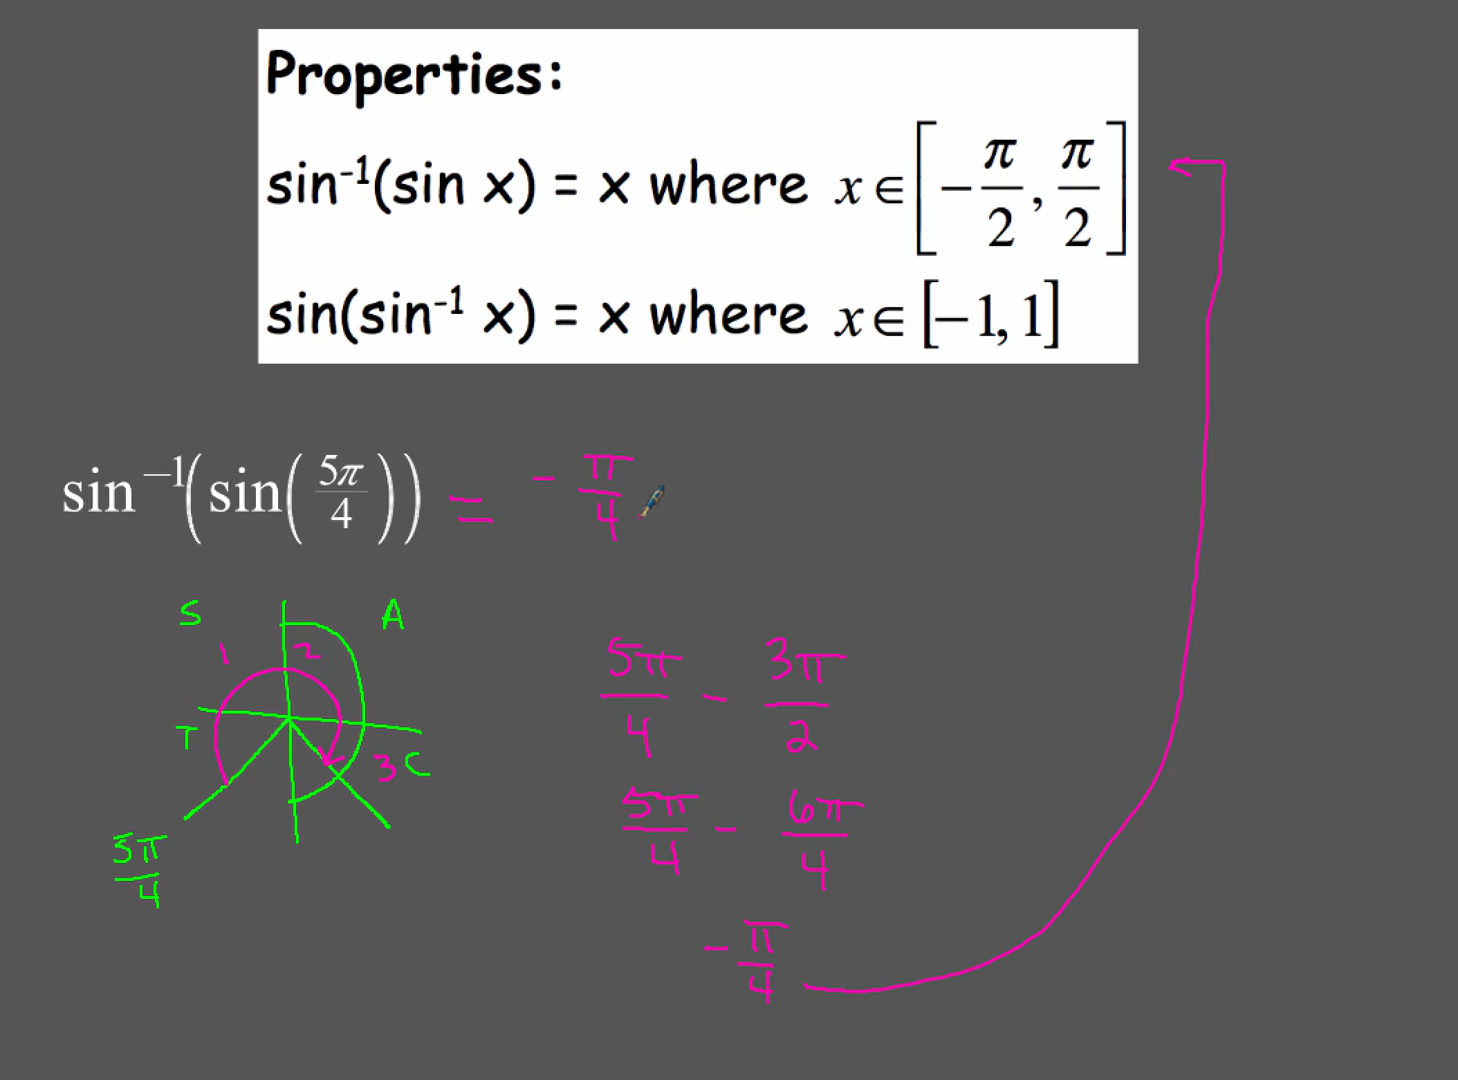 Properties:
sin⁻¹(sin x) = x where x ∈ [−π/2, π/2]
sin(sin⁻¹ x) = x where x ∈ [−1, 1]
sin⁻¹(sin(5π/4)) = -π/4
S A
1 2
T 3 C
5π/4
5π/4 - 3π/2
5π/4 - 6π/4
-π/4